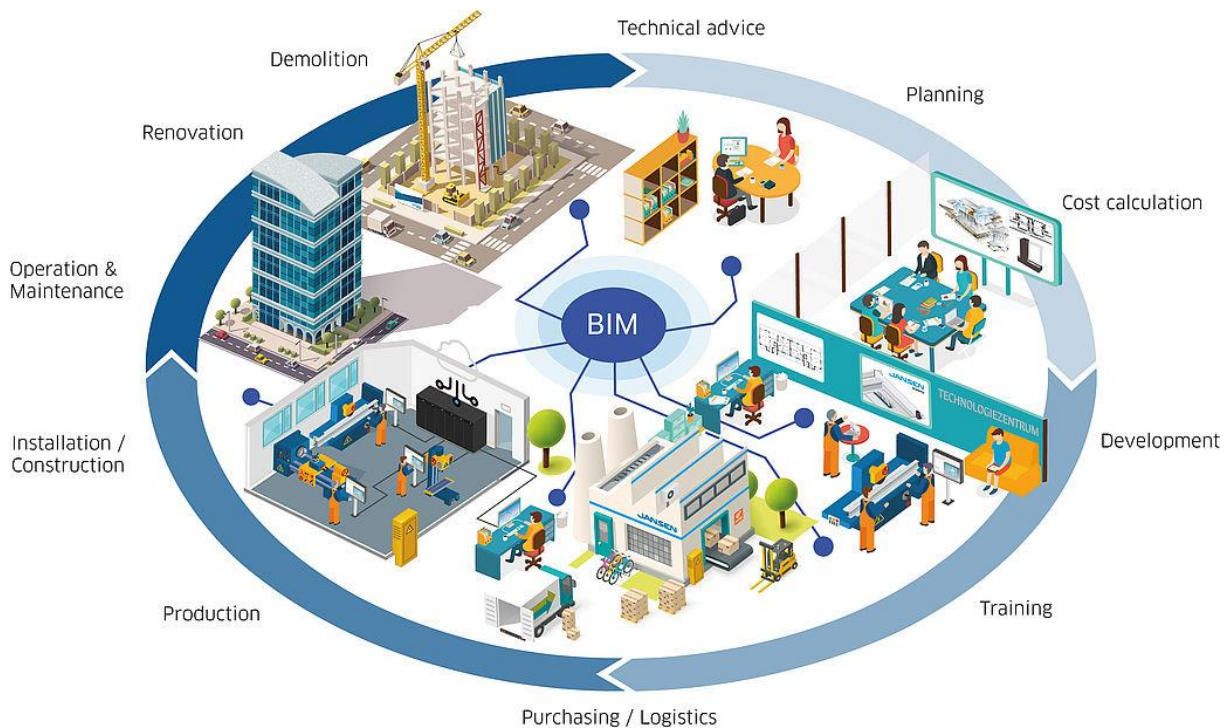 Technical advice
Demolition
Planning
Renovation
Cost calculation
Operation &
Maintenance
BIM
JANSEN
TECHNOLOGIEZENTRUM
Installation /
Construction
Development
JANSEN
Production
Training
Purchasing / Logistics